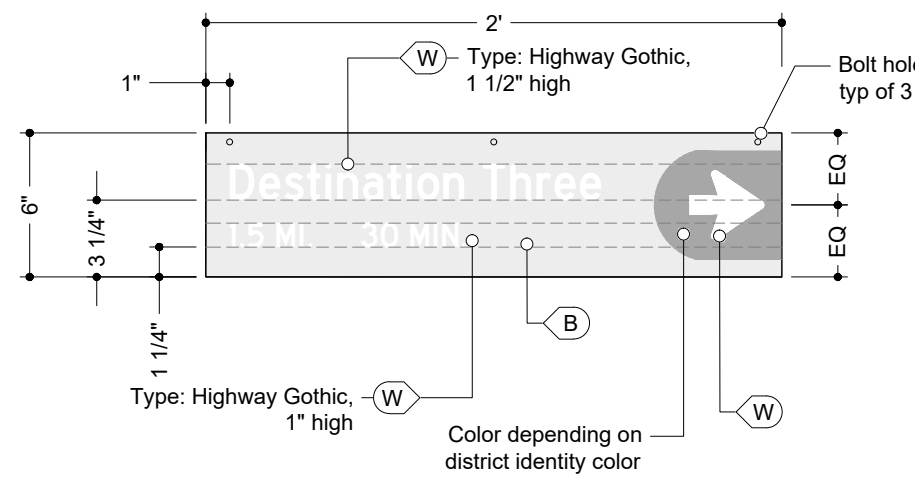 2'
W
Type: Highway Gothic,
1 1/2" high
1"
Bolt
typ of 3
6"
3 1/4"
1 1/4"
Destination Three
1.5 MI. 30 MIN.
EQ
EQ
B
Type: Highway Gothic,
1" high
W
W
Color depending on
district identity color